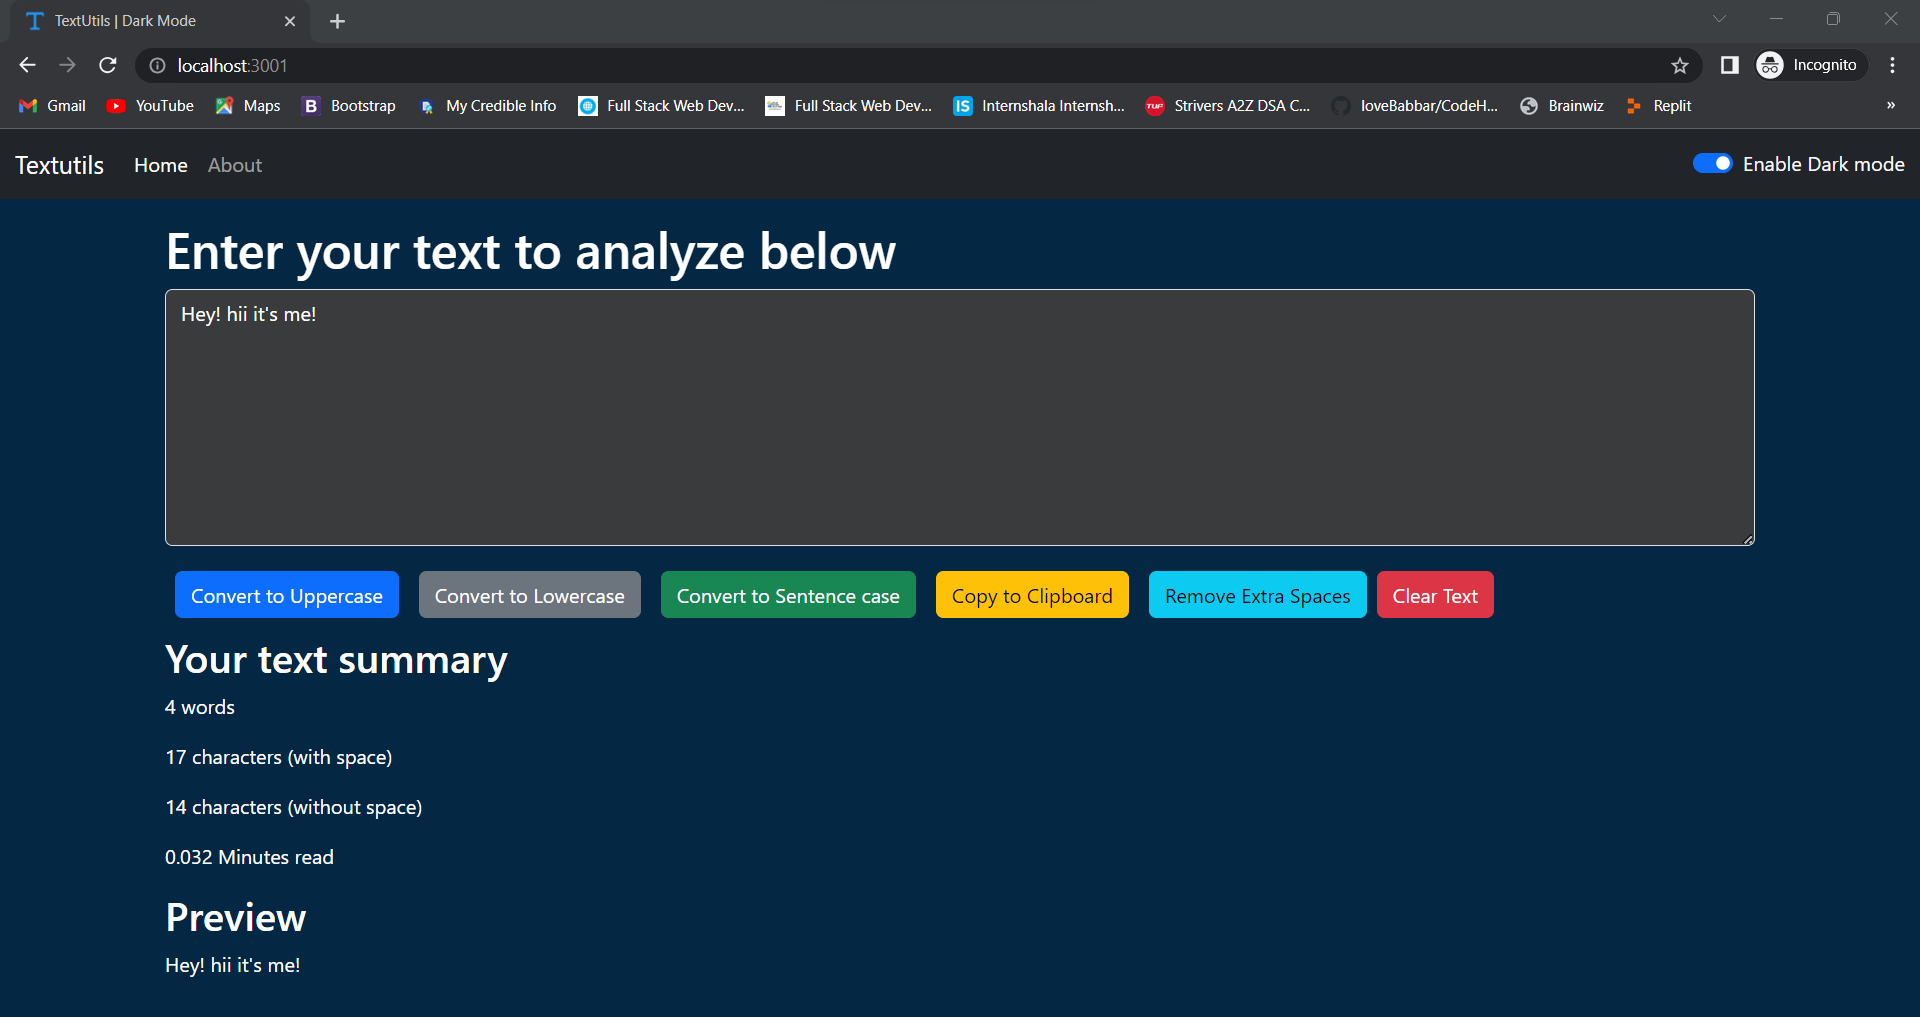 TextUtils | Dark Mode
localhost:3001
Incognito
Gmail YouTube Maps B Bootstrap My Credible Info Full Stack Web Dev... Full Stack Web Dev... IS Internshala Internsh... TUF Strivers A2Z DSA C... loveBabbar/CodeH... Brainwiz Replit »
Textutils Home About Enable Dark mode
Enter your text to analyze below
Hey! hii it's me!
Convert to Uppercase Convert to Lowercase Convert to Sentence case Copy to Clipboard Remove Extra Spaces Clear Text
Your text summary
4 words
17 characters (with space)
14 characters (without space)
0.032 Minutes read
Preview
Hey! hii it's me!